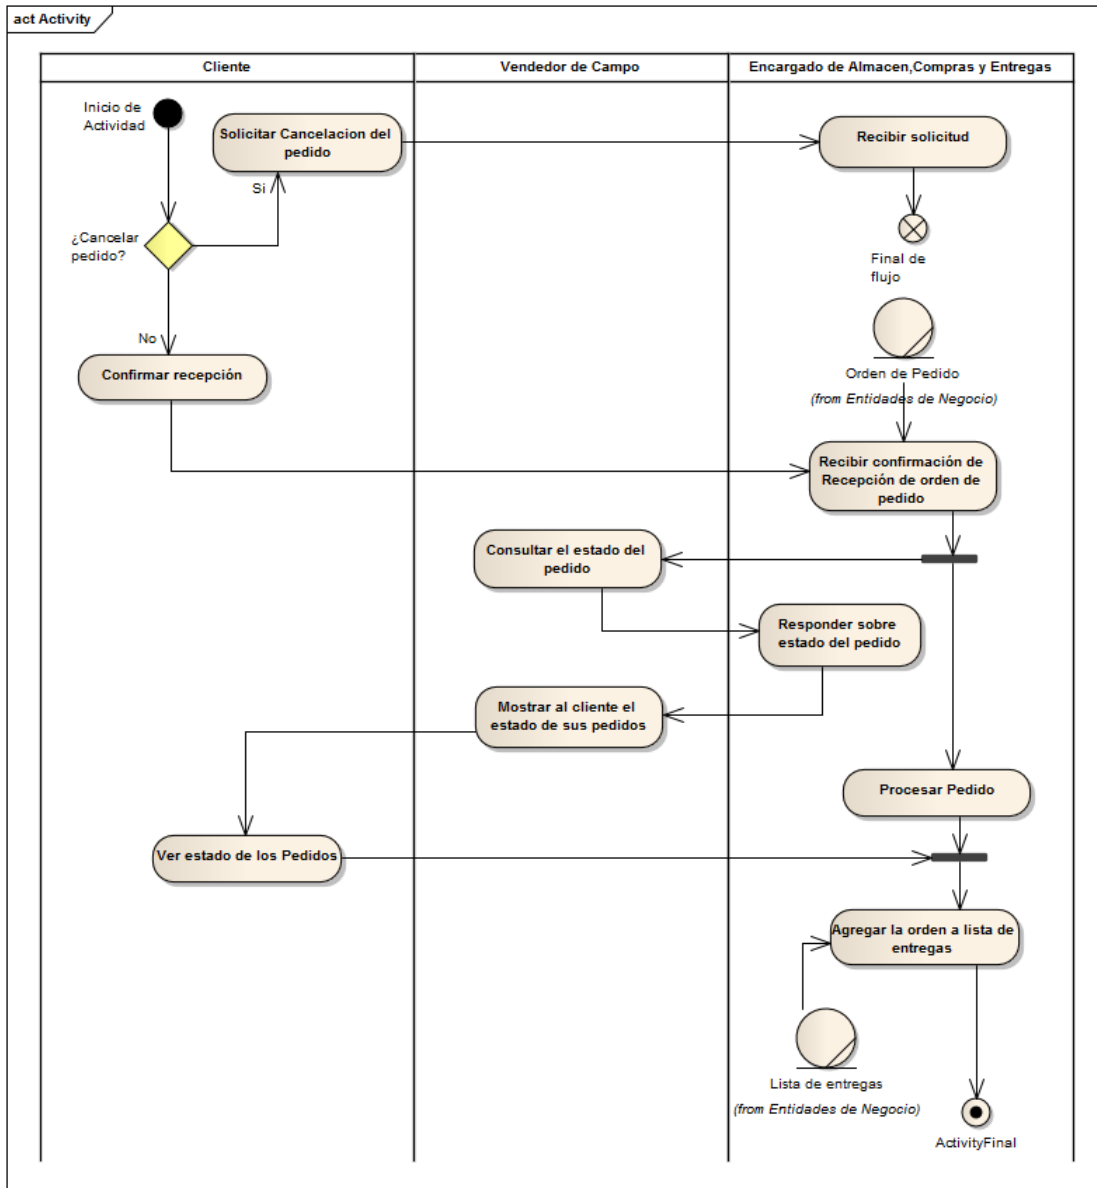 act Activity
Cliente
Vendedor de Campo
Encargado de Almacen,Compras y Entregas
Inicio de
Actividad
Solicitar Cancelacion del
pedido
Recibir solicitud
Si
¿Cancelar
pedido?
Final de
flujo
No
Confirmar recepción
Orden de Pedido
(from Entidades de Negocio)
Recibir confirmación de
Recepción de orden de
pedido
Consultar el estado del
pedido
Responder sobre
estado del pedido
Mostrar al cliente el
estado de sus pedidos
Procesar Pedido
Ver estado de los Pedidos
Agregar la orden a lista de
entregas
Lista de entregas
(from Entidades de Negocio)
ActivityFinal